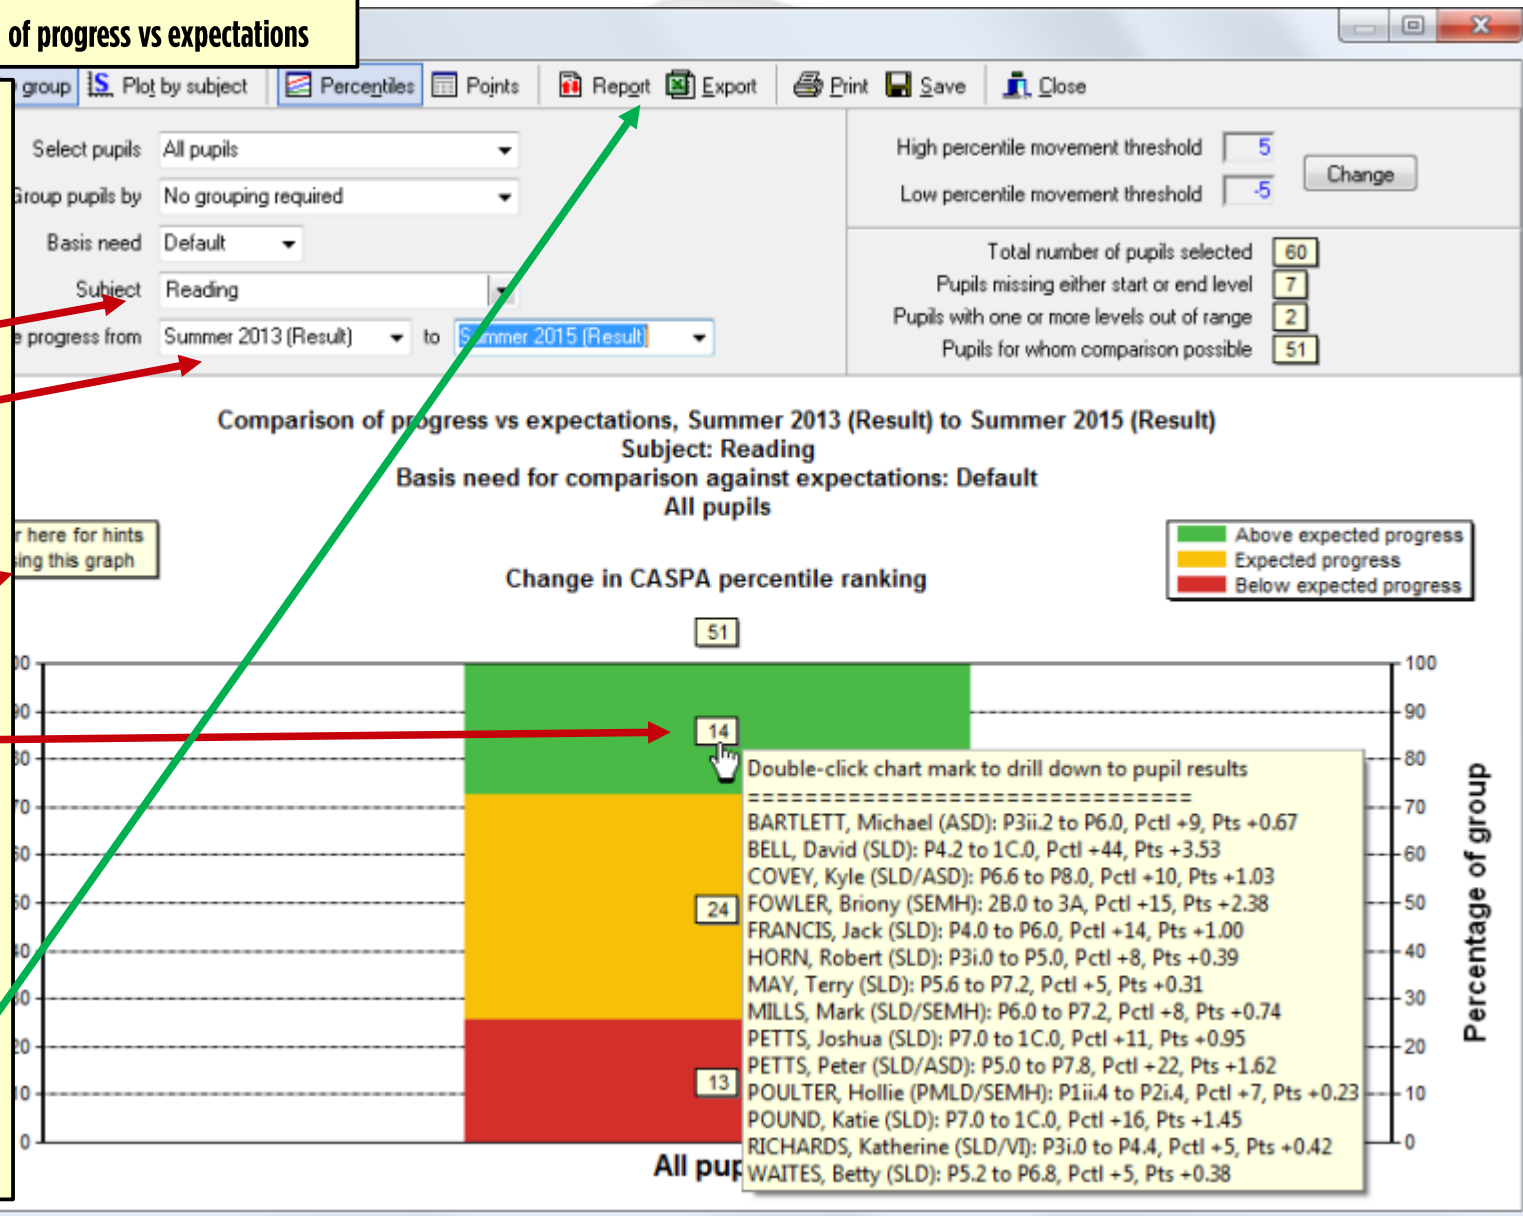 of progress vs expectations
group Plot by subject Percentiles Points Report Export Print Save Close
Select pupils All pupils
Group pupils by No grouping required
Basis need Default
Subject Reading
progress from Summer 2013 (Result) to Summer 2015 (Result)
High percentile movement threshold 5
Low percentile movement threshold -5
Change
Total number of pupils selected 60
Pupils missing either start or end level 7
Pupils with one or more levels out of range 2
Pupils for whom comparison possible 51
Comparison of progress vs expectations, Summer 2013 (Result) to Summer 2015 (Result)
Subject: Reading
Basis need for comparison against expectations: Default
All pupils
here for hints
this graph
Above expected progress
Expected progress
Below expected progress
Change in CASPA percentile ranking
51
14
24
13
100
90
80
70
60
50
40
30
20
10
0
Percentage of group
Double-click chart mark to drill down to pupil results
===============================
BARTLETT, Michael (ASD): P3ii.2 to P6.0, Pctl +9, Pts +0.67
BELL, David (SLD): P4.2 to 1C.0, Pctl +44, Pts +3.53
COVEY, Kyle (SLD/ASD): P6.6 to P8.0, Pctl +10, Pts +1.03
FOWLER, Briony (SEMH): 2B.0 to 3A, Pctl +15, Pts +2.38
FRANCIS, Jack (SLD): P4.0 to P6.0, Pctl +14, Pts +1.00
HORN, Robert (SLD): P3i.0 to P5.0, Pctl +8, Pts +0.39
MAY, Terry (SLD): P5.6 to P7.2, Pctl +5, Pts +0.31
MILLS, Mark (SLD/SEMH): P6.0 to P7.2, Pctl +8, Pts +0.74
PETTS, Joshua (SLD): P7.0 to 1C.0, Pctl +11, Pts +0.95
PETTS, Peter (SLD/ASD): P5.0 to P7.8, Pctl +22, Pts +1.62
POULTER, Hollie (PMLD/SEMH): P1ii.4 to P2i.4, Pctl +7, Pts +0.23
POUND, Katie (SLD): P7.0 to 1C.0, Pctl +16, Pts +1.45
RICHARDS, Katherine (SLD/VI): P3i.0 to P4.4, Pctl +5, Pts +0.42
WAITES, Betty (SLD): P5.2 to P6.8, Pctl +5, Pts +0.38
All pup